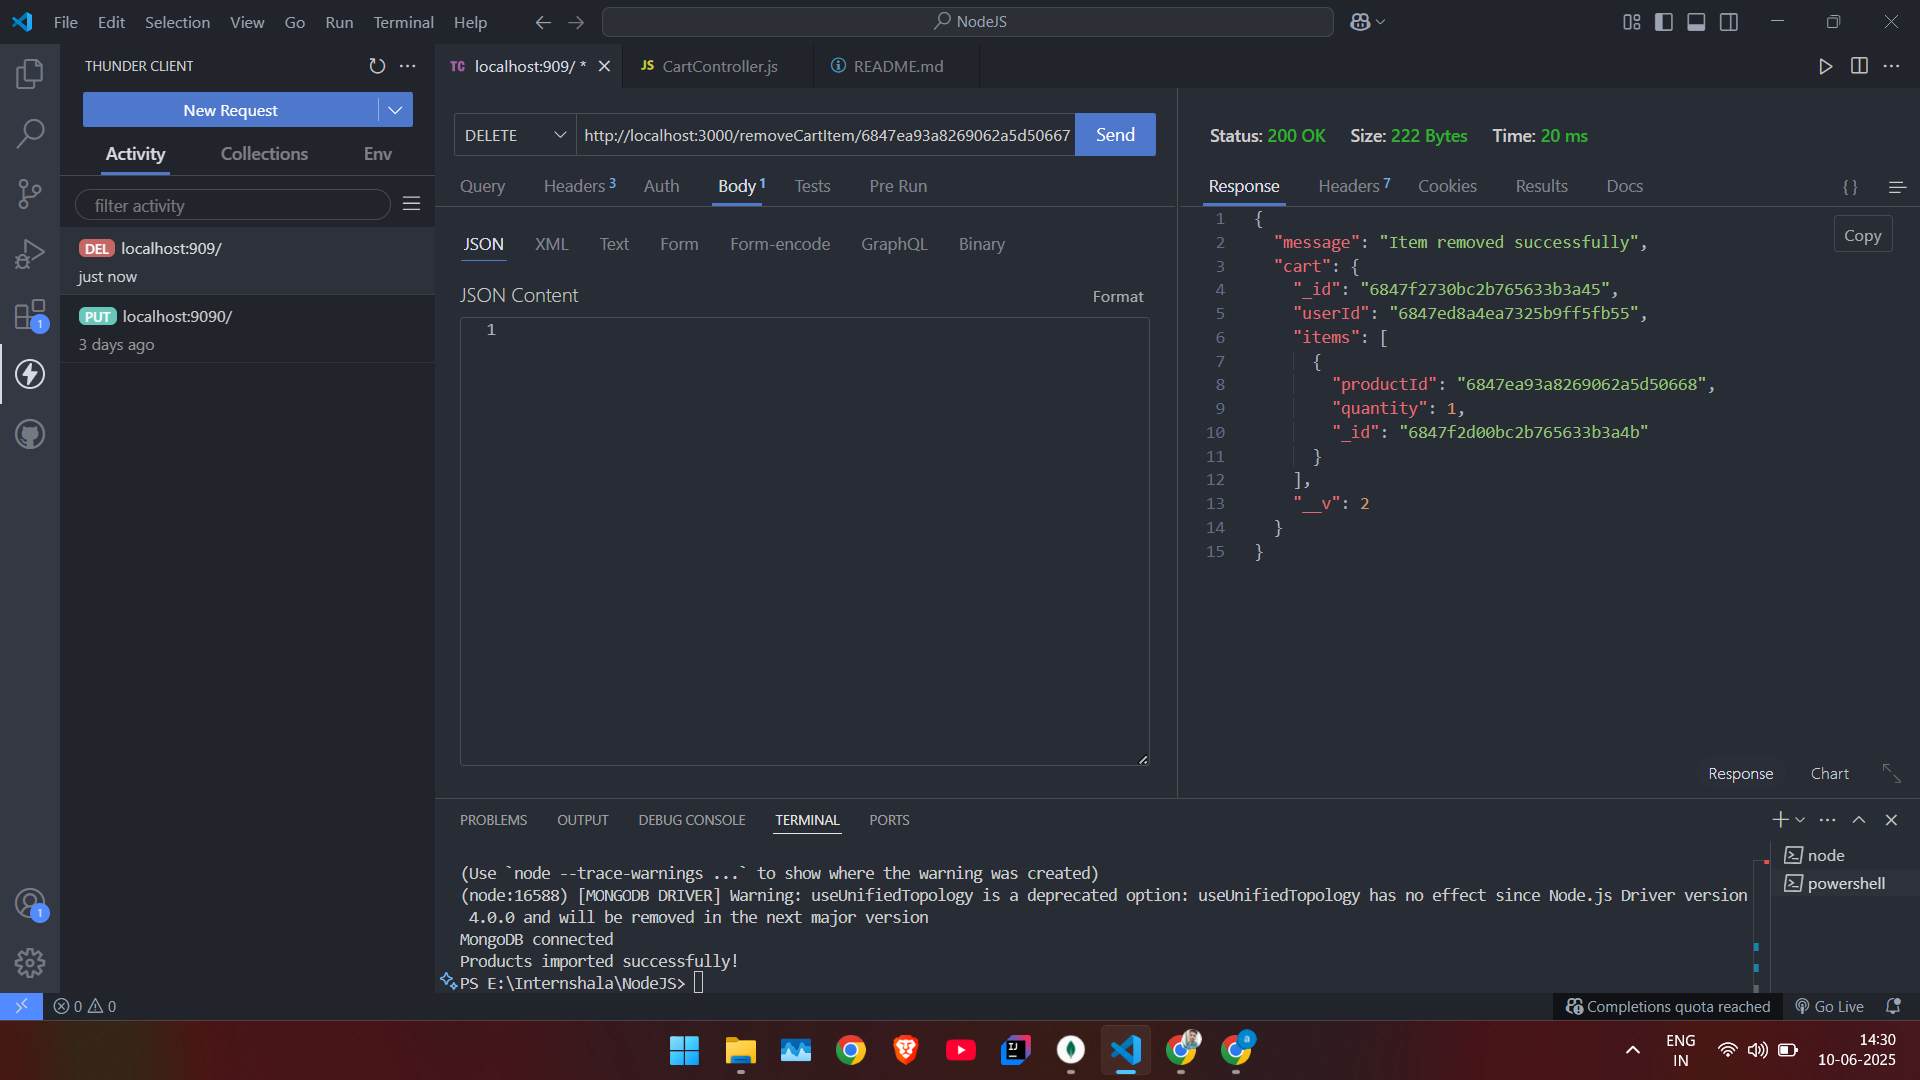 File Edit Selection View Go Run Terminal Help
NodeJS
THUNDER CLIENT
New Request
Activity Collections Env
filter activity
DEL localhost:909/
just now
PUT localhost:9090/
3 days ago
1
1
TC localhost:909/ *
JS CartController.js
README.md
DELETE http://localhost:3000/removeCartItem/6847ea93a8269062a5d50667 Send
Query Headers 3 Auth Body 1 Tests Pre Run
JSON XML Text Form Form-encode GraphQL Binary
JSON Content Format
1
Status: 200 OK Size: 222 Bytes Time: 20 ms
Response Headers 7 Cookies Results Docs { }
Copy
1 {
2 "message": "Item removed successfully",
3 "cart": {
4 "_id": "6847f2730bc2b765633b3a45",
5 "userId": "6847ed8a4ea7325b9ff5fb55",
6 "items": [
7 {
8 "productId": "6847ea93a8269062a5d50668",
9 "quantity": 1,
10 "_id": "6847f2d00bc2b765633b3a4b"
11 }
12 ],
13 "__v": 2
14 }
15 }
Response Chart
PROBLEMS OUTPUT DEBUG CONSOLE TERMINAL PORTS
(Use `node --trace-warnings ...` to show where the warning was created)
(node:16588) [MONGODB DRIVER] Warning: useUnifiedTopology is a deprecated option: useUnifiedTopology has no effect since Node.js Driver version
4.0.0 and will be removed in the next major version
MongoDB connected
Products imported successfully!
PS E:\Internshala\NodeJS>
node
powershell
0 0
Completions quota reached Go Live
IJ
a
ENG
IN
14:30
10-06-2025